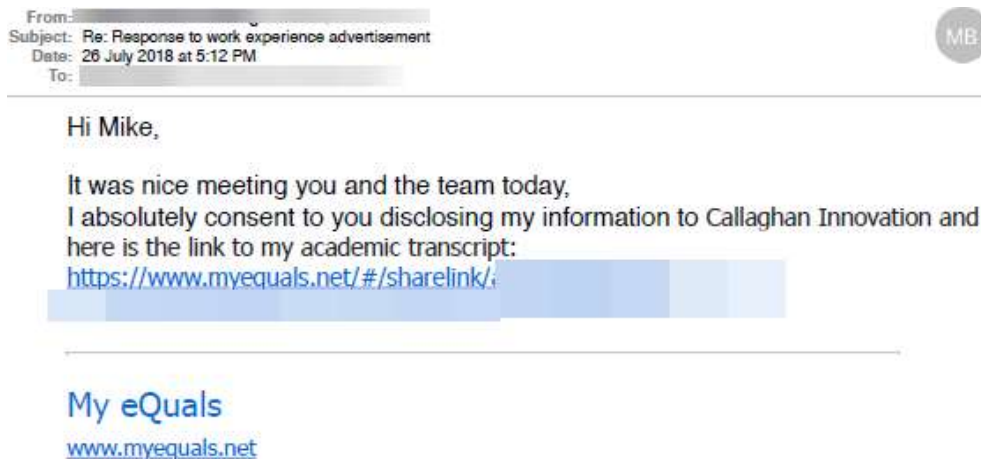 From:
Subject: Re: Response to work experience advertisement
Date: 26 July 2018 at 5:12 PM
To:
MB
Hi Mike,
It was nice meeting you and the team today,
I absolutely consent to you disclosing my information to Callaghan Innovation and
here is the link to my academic transcript:
https://www.myequals.net/#/sharelink/
My eQuals
www.myequals.net